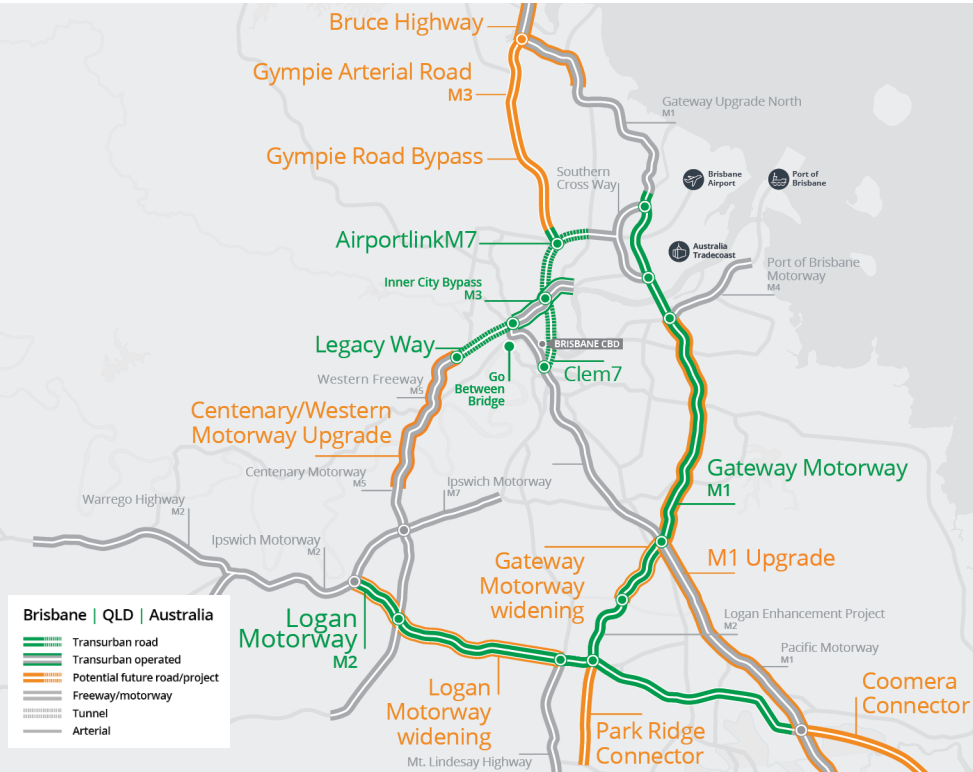 Bruce Highway
Gympie Arterial Road
M3
Gateway Upgrade North
M1
Gympie Road Bypass
Southern
Cross Way
Brisbane
Airport
Port of
Brisbane
AirportlinkM7
Australia
Tradecoast
Port of Brisbane
Motorway
M4
Inner City Bypass
M3
Legacy Way
BRISBANE CBD
Western Freeway
M5
Go
Between
Bridge
Clem7
Centenary/Western
Motorway Upgrade
Centenary Motorway
M5
Gateway Motorway
M1
Ipswich Motorway
M7
Warrego Highway
M2
Ipswich Motorway
M2
Gateway
Motorway
widening
M1 Upgrade
Brisbane | QLD | Australia
Transurban road
Transurban operated
Potential future road/project
Freeway/motorway
Tunnel
Arterial
Logan
Motorway
M2
Logan Enhancement Project
M2
Pacific Motorway
M1
Logan
Motorway
widening
Coomera
Connector
Park Ridge
Connector
Mt. Lindesay Highway